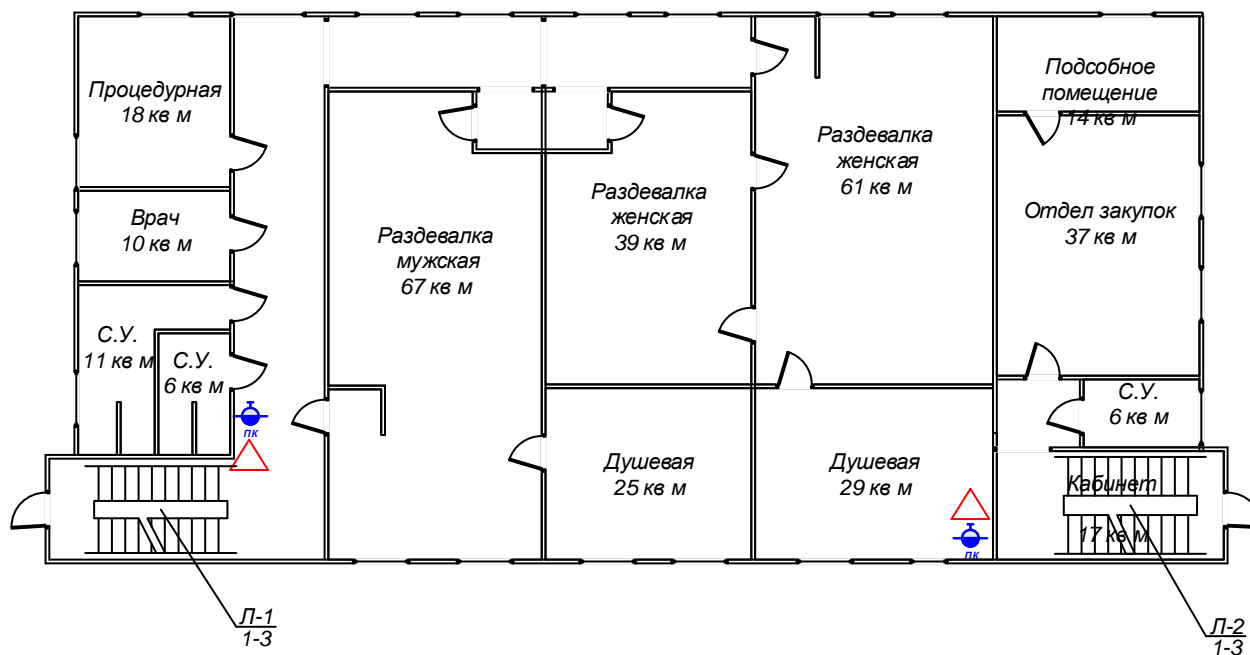 Процедурная
18 кв м
Подсобное
помещение
14 кв м
Раздевалка
женская
61 кв м
Раздевалка
женская
39 кв м
Врач
10 кв м
Отдел закупок
37 кв м
Раздевалка
мужская
67 кв м
С.У.
11 кв м
С.У.
6 кв м
С.У.
6 кв м
ПК
Душевая
25 кв м
Душевая
29 кв м
Кабинет
17 кв м
ПК
Л-1
1-3
Л-2
1-3